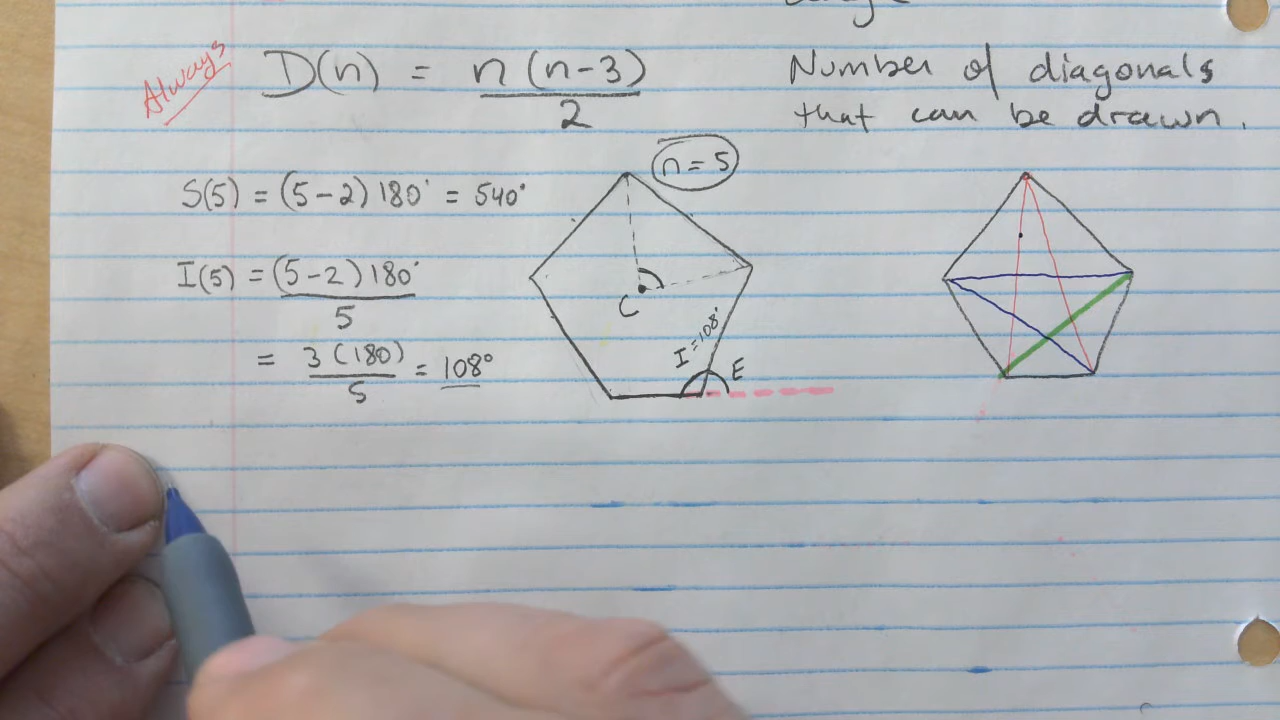 Always
D(n) = n(n-3)/2
Number of diagonals
that can be drawn.
n = 5
S(5) = (5-2) 180° = 540°
I(5) = (5-2) 180°/5
= 3(180)/5 = 108°
C
I = 108°
E